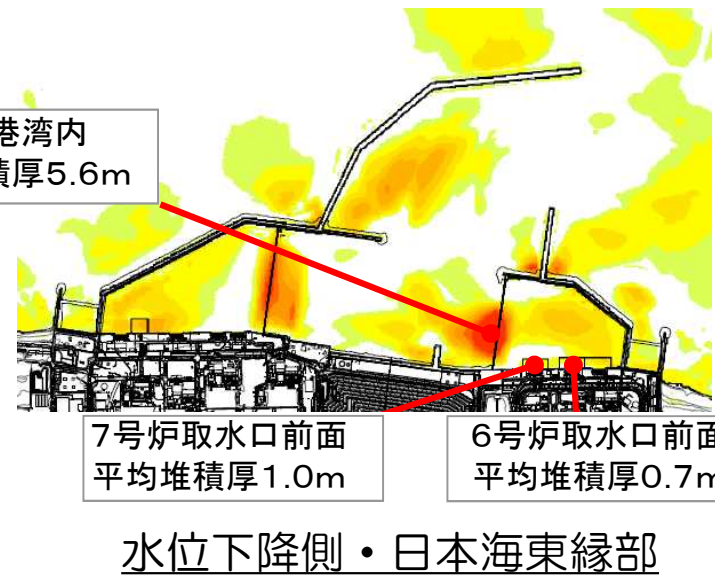 港湾内
積厚5.6m
7号炉取水口前面
平均堆積厚1.0m
6号炉取水口前面
平均堆積厚0.7m
水位下降側・日本海東縁部